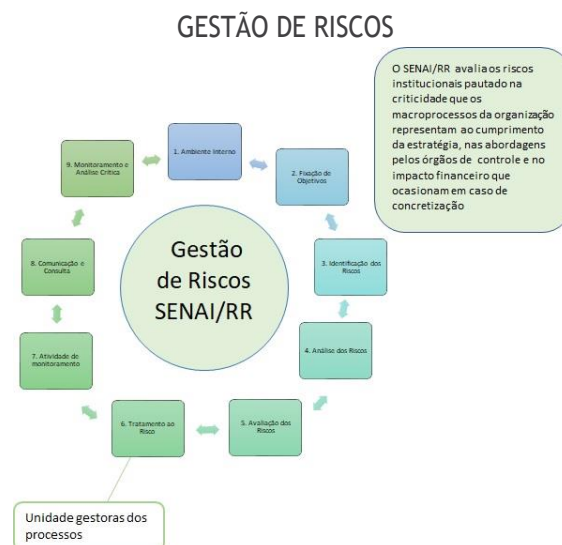 GESTÃO DE RISCOS
O SENAI/RR avalia os riscos
institucionais pautado na
criticidade que os
macroprocessos da organização
representam ao cumprimento
da estratégia, nas abordagens
pelos órgãos de controle e no
impacto financeiro que
ocasionam em caso de
concretização
1. Ambiente Interno
2. Fixação de
Objetivos
3. Identificação dos
Riscos
4. Análise dos Riscos
5. Avaliação dos
Riscos
6. Tratamento ao
Risco
7. Atividade de
monitoramento
8. Comunicação e
Consulta
9. Monitoramento e
Análise Crítica
Gestão
de Riscos
SENAI/RR
Unidade gestoras dos
processos